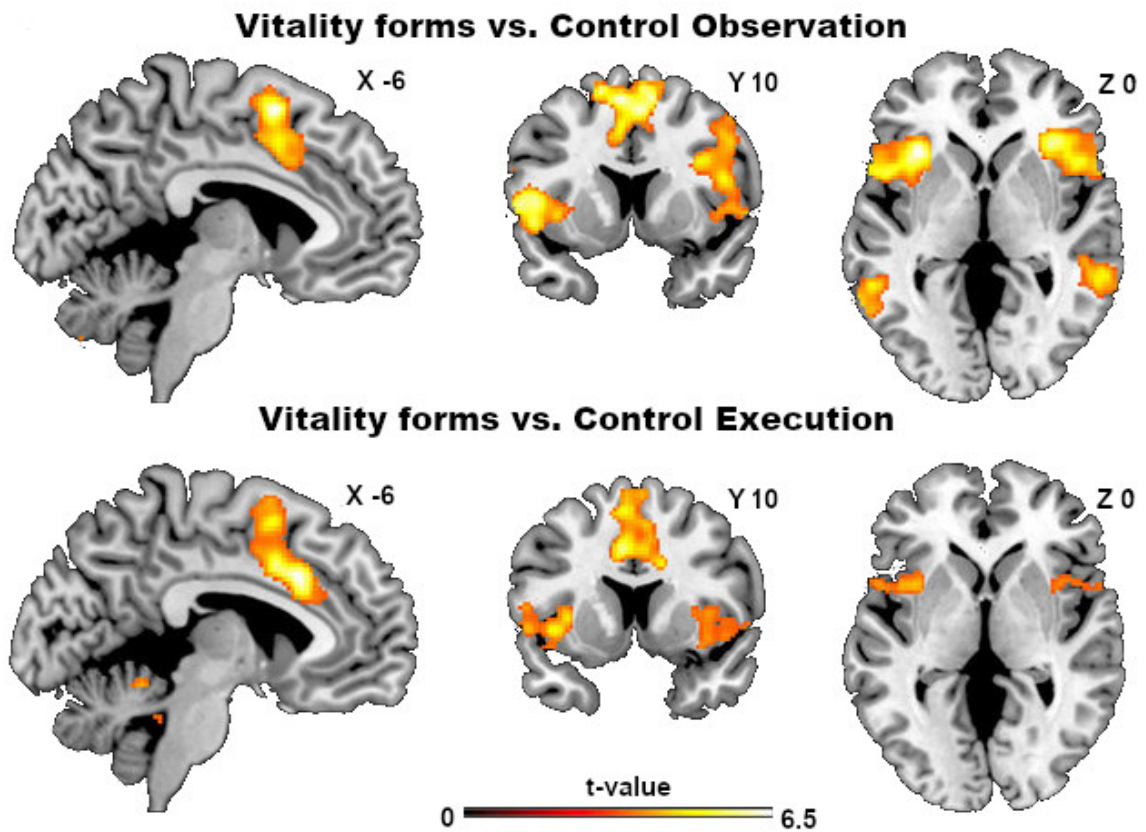 Vitality forms vs. Control Observation
X -6
Y 10
Z 0
Vitality forms vs. Control Execution
X -6
Y 10
Z 0
t-value
0
6.5